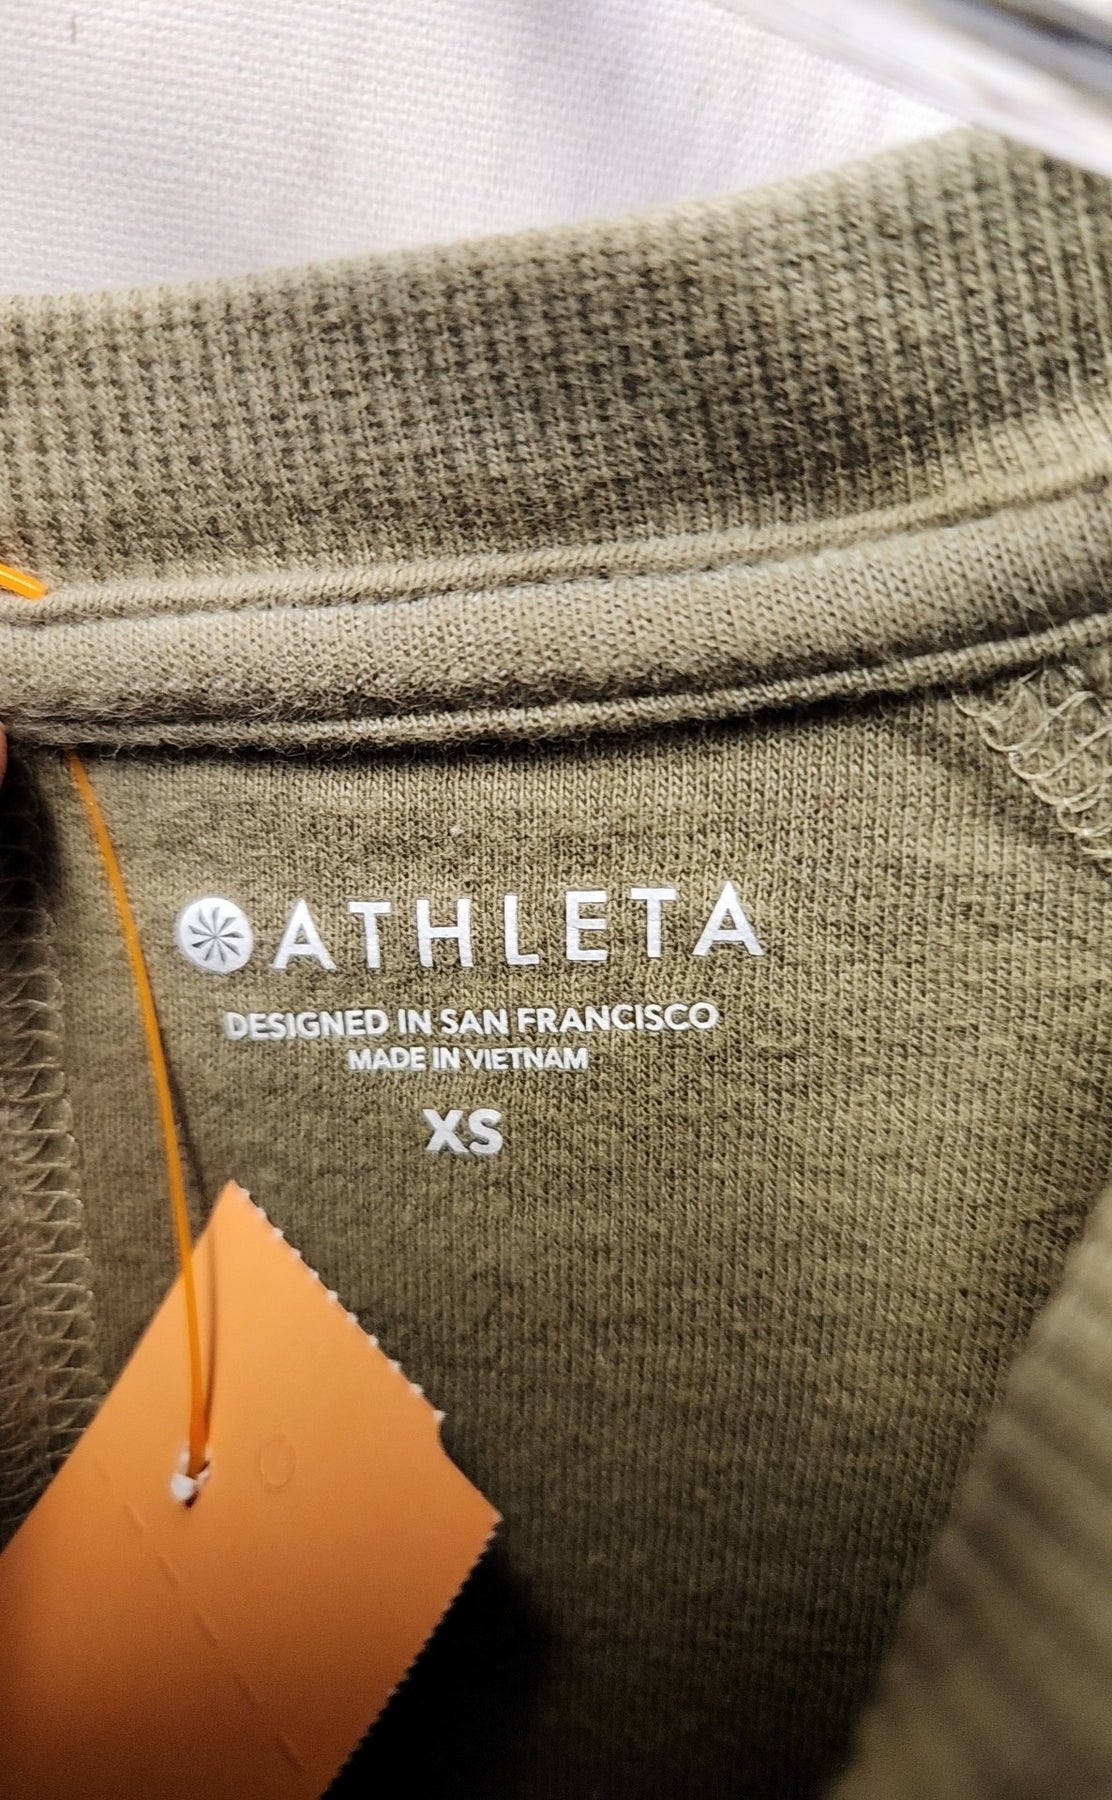 ATHLETA
DESIGNED IN SAN FRANCISCO
MADE IN VIETNAM
XS